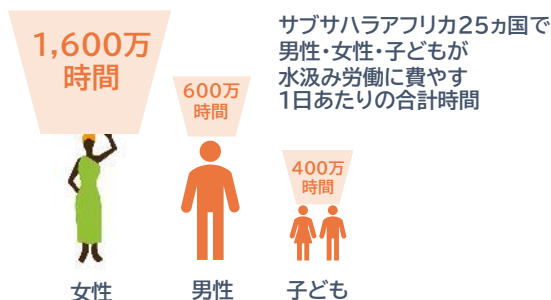 1,600万
時間
600万
時間
400万
時間
サブサハラアフリカ25ヵ国で
男性・女性・子どもが
水汲み労働に費やす
1日あたりの合計時間
女性
男性
子ども